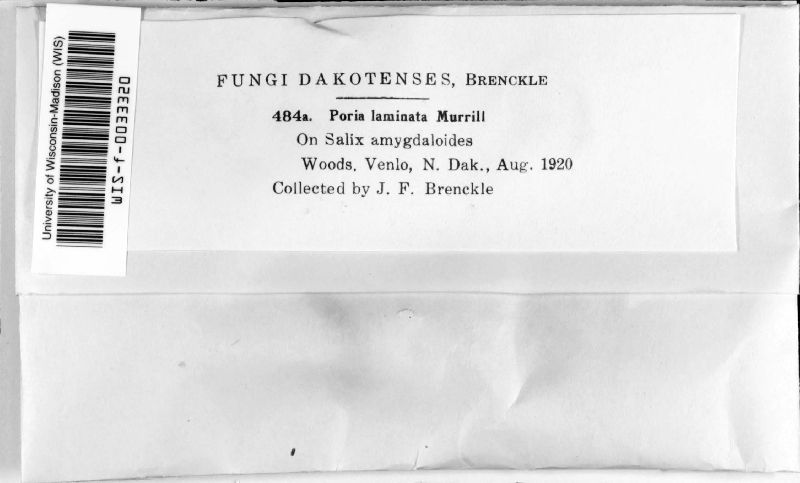 FUNGI DAKOTENSES, BRENCKLE
484a. Poria laminata Murrill
On Salix amygdaloides
Woods, Venlo, N. Dak., Aug. 1920
Collected by J. F. Brenckle
University of Wisconsin-Madison (WIS)
WIS-f-0033320